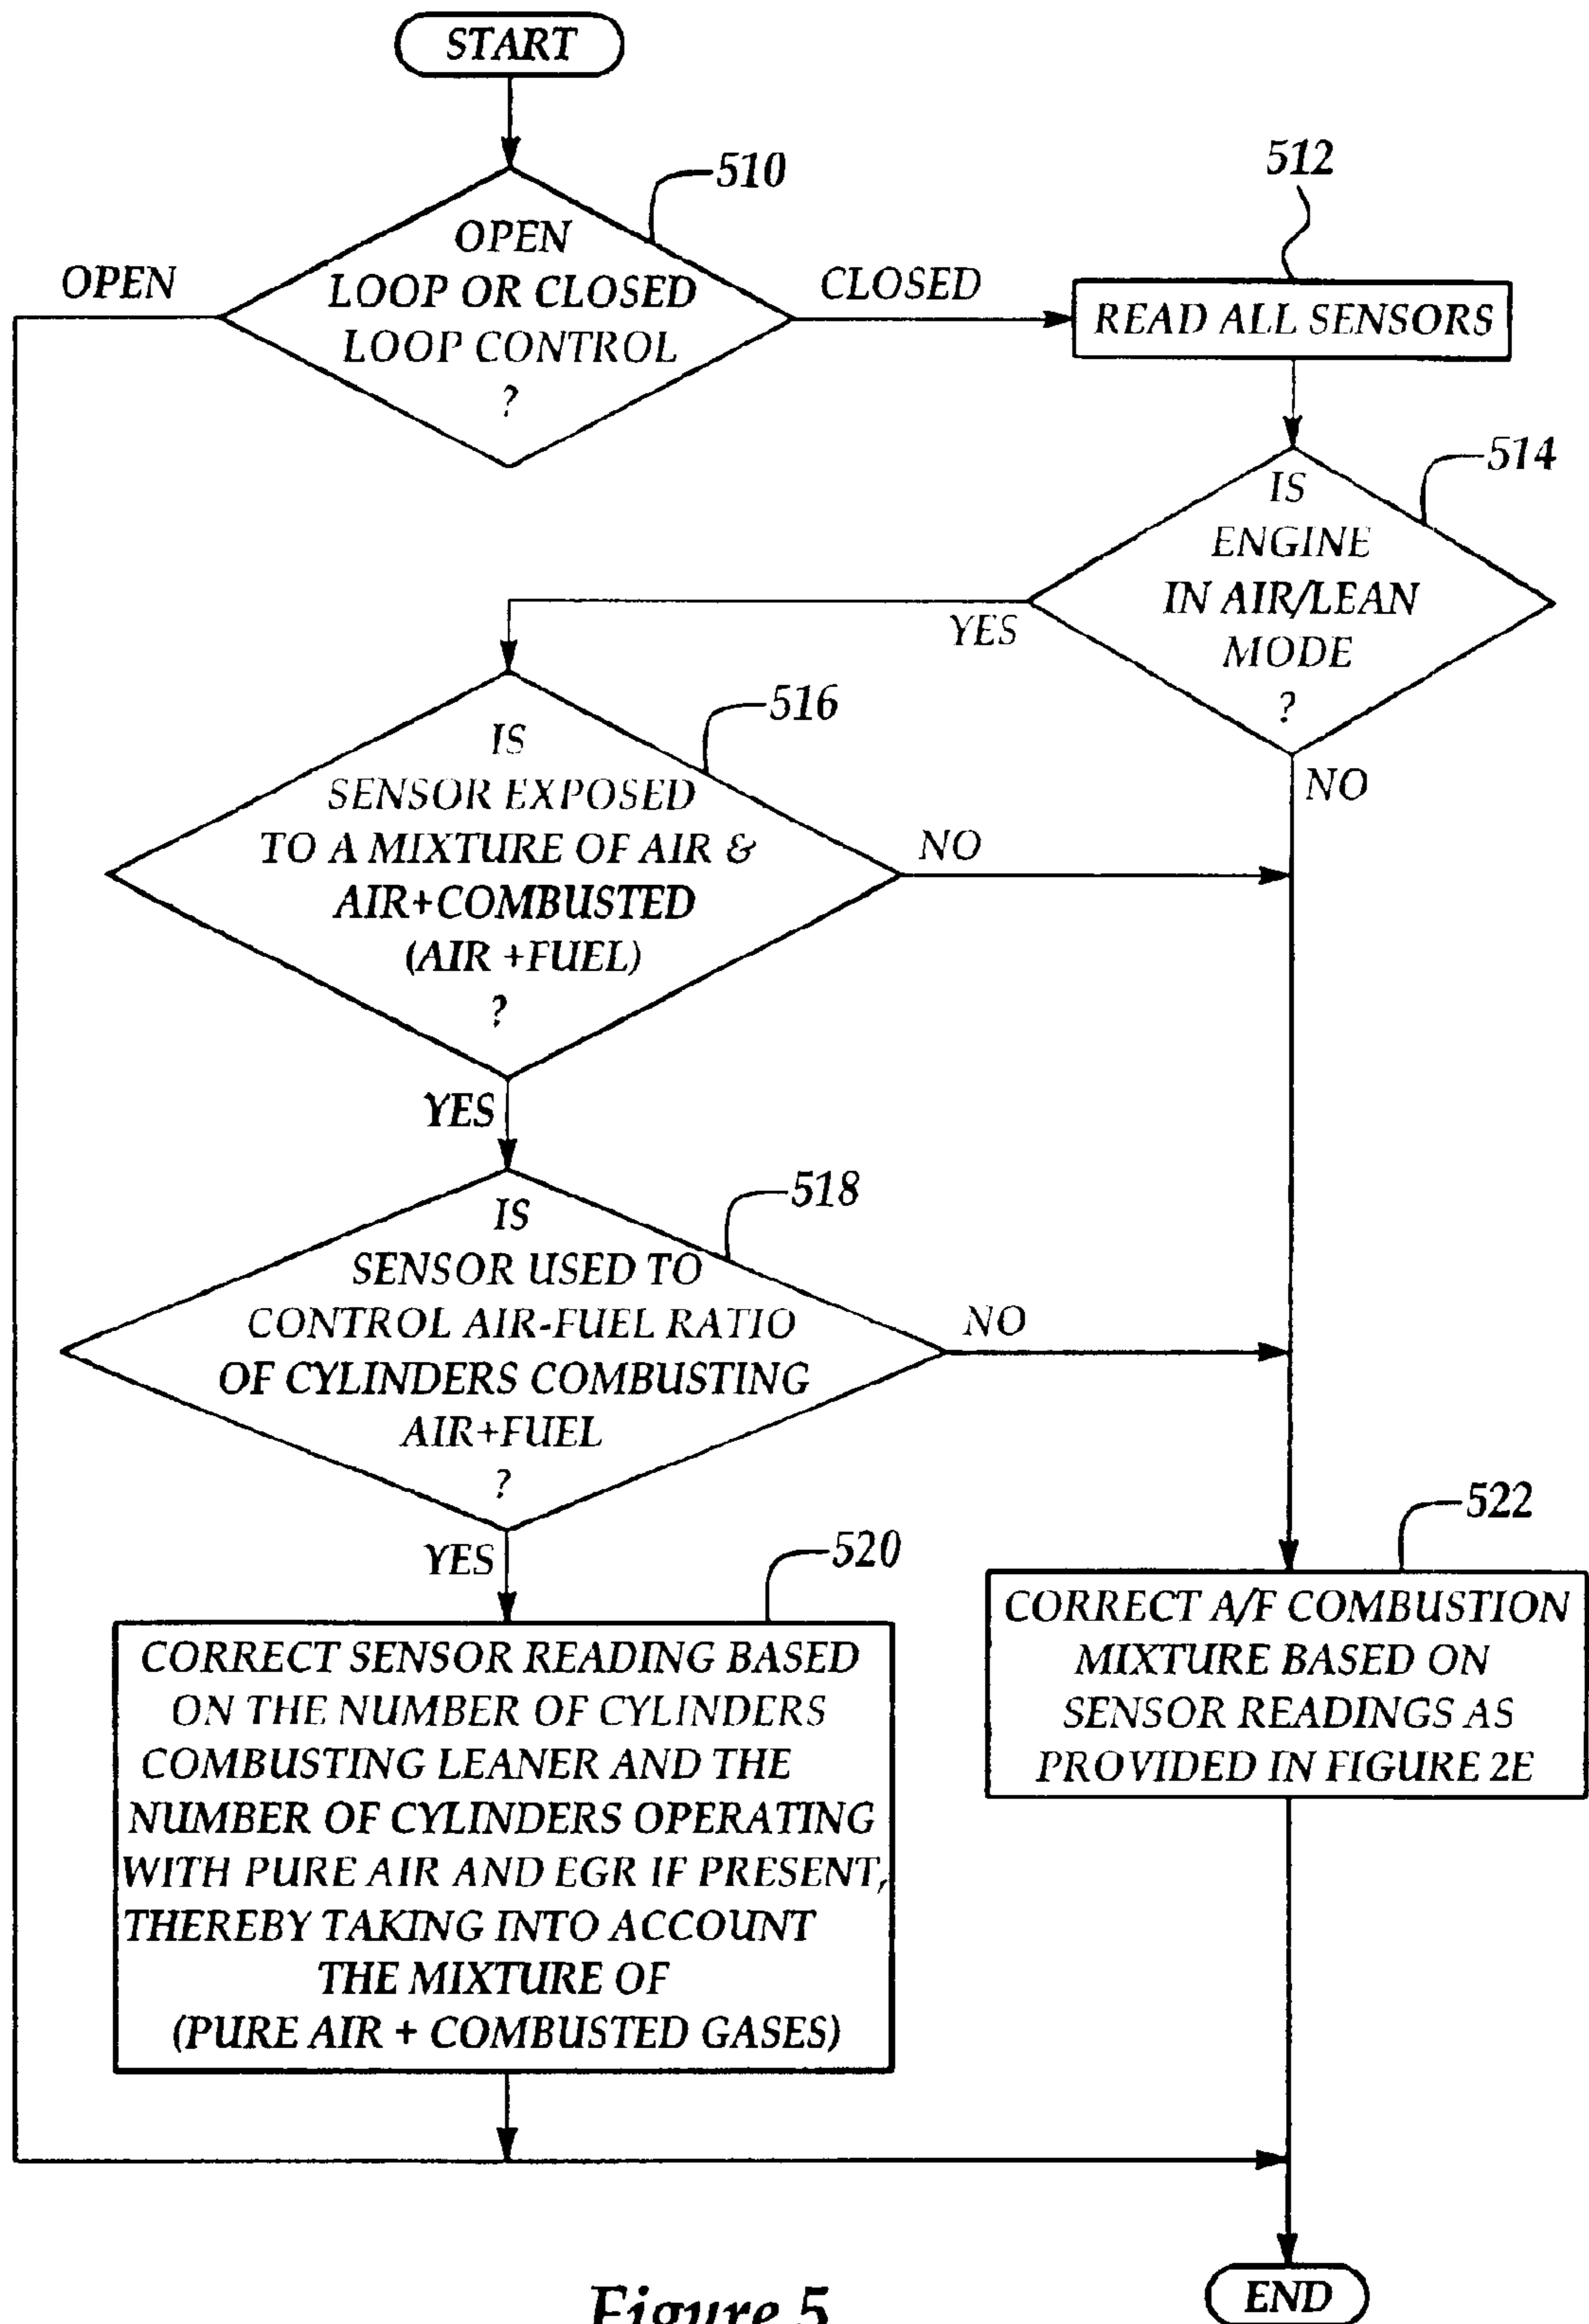 START
510
OPEN
LOOP OR CLOSED
LOOP CONTROL
?
OPEN
CLOSED
512
READ ALL SENSORS
514
IS
ENGINE
IN AIR/LEAN
MODE
?
YES
NO
516
IS
SENSOR EXPOSED
TO A MIXTURE OF AIR &
AIR+COMBUSTED
(AIR +FUEL)
?
NO
YES
518
IS
SENSOR USED TO
CONTROL AIR-FUEL RATIO
OF CYLINDERS COMBUSTING
AIR+FUEL
?
NO
YES
520
CORRECT SENSOR READING BASED
ON THE NUMBER OF CYLINDERS
COMBUSTING LEANER AND THE
NUMBER OF CYLINDERS OPERATING
WITH PURE AIR AND EGR IF PRESENT,
THEREBY TAKING INTO ACCOUNT
THE MIXTURE OF
(PURE AIR + COMBUSTED GASES)
522
CORRECT A/F COMBUSTION
MIXTURE BASED ON
SENSOR READINGS AS
PROVIDED IN FIGURE 2E
END
Figure 5